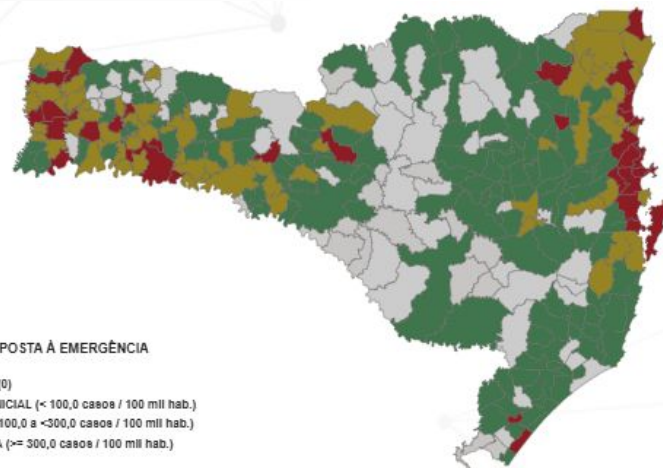 POSTA À EMERGÊNCIA
0)
ICIAL (< 100,0 casos / 100 mil hab.)
100,0 a <300,0 casos / 100 mil hab.)
(>= 300,0 casos / 100 mil hab.)